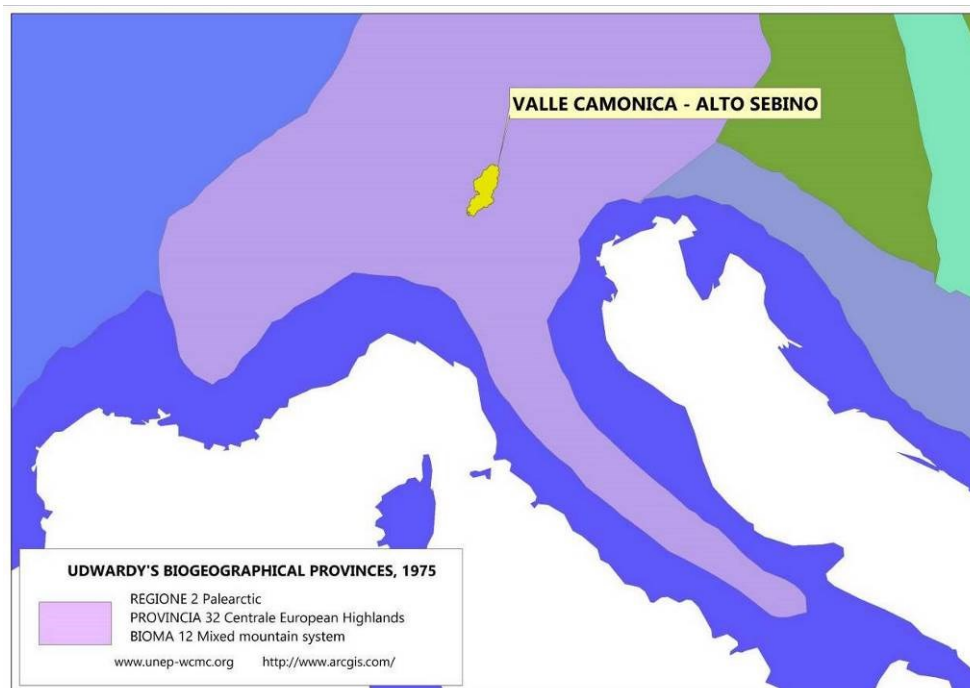 VALLE CAMONICA - ALTO SEBINO
UDWARDY'S BIOGEOGRAPHICAL PROVINCES, 1975
REGIONE 2 Palearctic
PROVINCIA 32 Centrale European Highlands
BIOMA 12 Mixed mountain system
www.unep-wcmc.org http://www.arcgis.com/